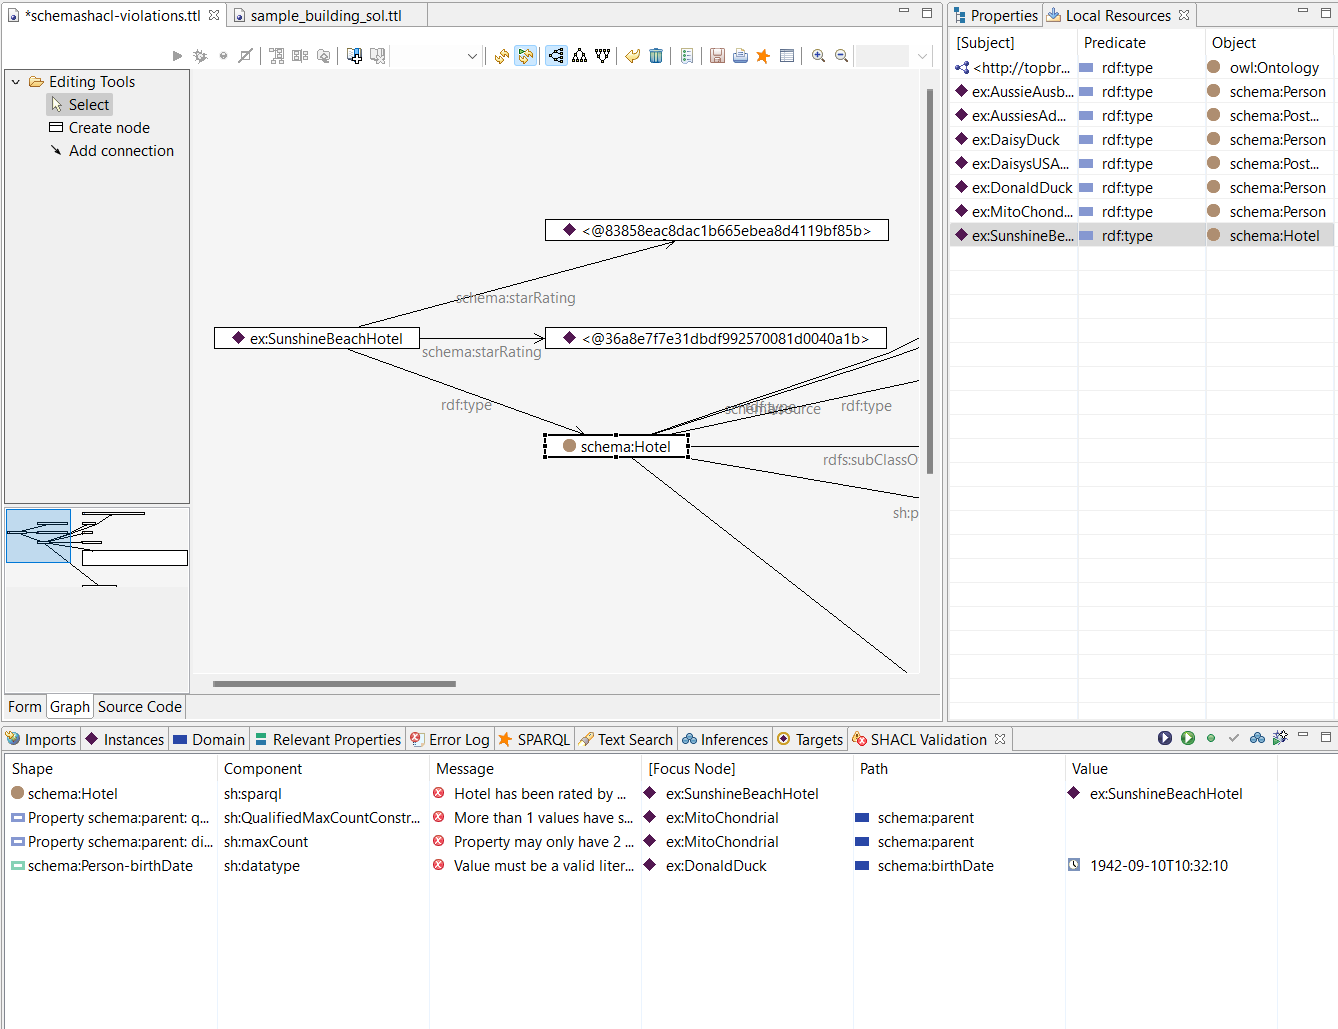 *schemashacl-violations.ttl
sample_building_sol.ttl
Properties
Local Resources
Editing Tools
Select
Create node
Add connection
<@83858eac8dac1b665ebea8d4119bf85b>
schema:starRating
ex:SunshineBeachHotel
<@36a8e7f7e31dbdf992570081d0040a1b>
schema:starRating
rdf:type
rdf:type
schema:Hotel
rdfs:subClassO
sh:p
[Subject] Predicate Object
<http://topbr... rdf:type owl:Ontology
ex:AussieAusb... rdf:type schema:Person
ex:AussiesAd... rdf:type schema:Post...
ex:DaisyDuck rdf:type schema:Person
ex:DaisysUSA... rdf:type schema:Post...
ex:DonaldDuck rdf:type schema:Person
ex:MitoChond... rdf:type schema:Person
ex:SunshineBe... rdf:type schema:Hotel
Form Graph Source Code
Imports Instances Domain Relevant Properties Error Log SPARQL Text Search Inferences Targets SHACL Validation
Shape Component Message [Focus Node] Path Value
schema:Hotel sh:sparql Hotel has been rated by ... ex:SunshineBeachHotel ex:SunshineBeachHotel
Property schema:parent: q... sh:QualifiedMaxCountConstr... More than 1 values have s... ex:MitoChondrial schema:parent
Property schema:parent: di... sh:maxCount Property may only have 2 ... ex:MitoChondrial schema:parent
schema:Person-birthDate sh:datatype Value must be a valid liter... ex:DonaldDuck schema:birthDate 1942-09-10T10:32:10